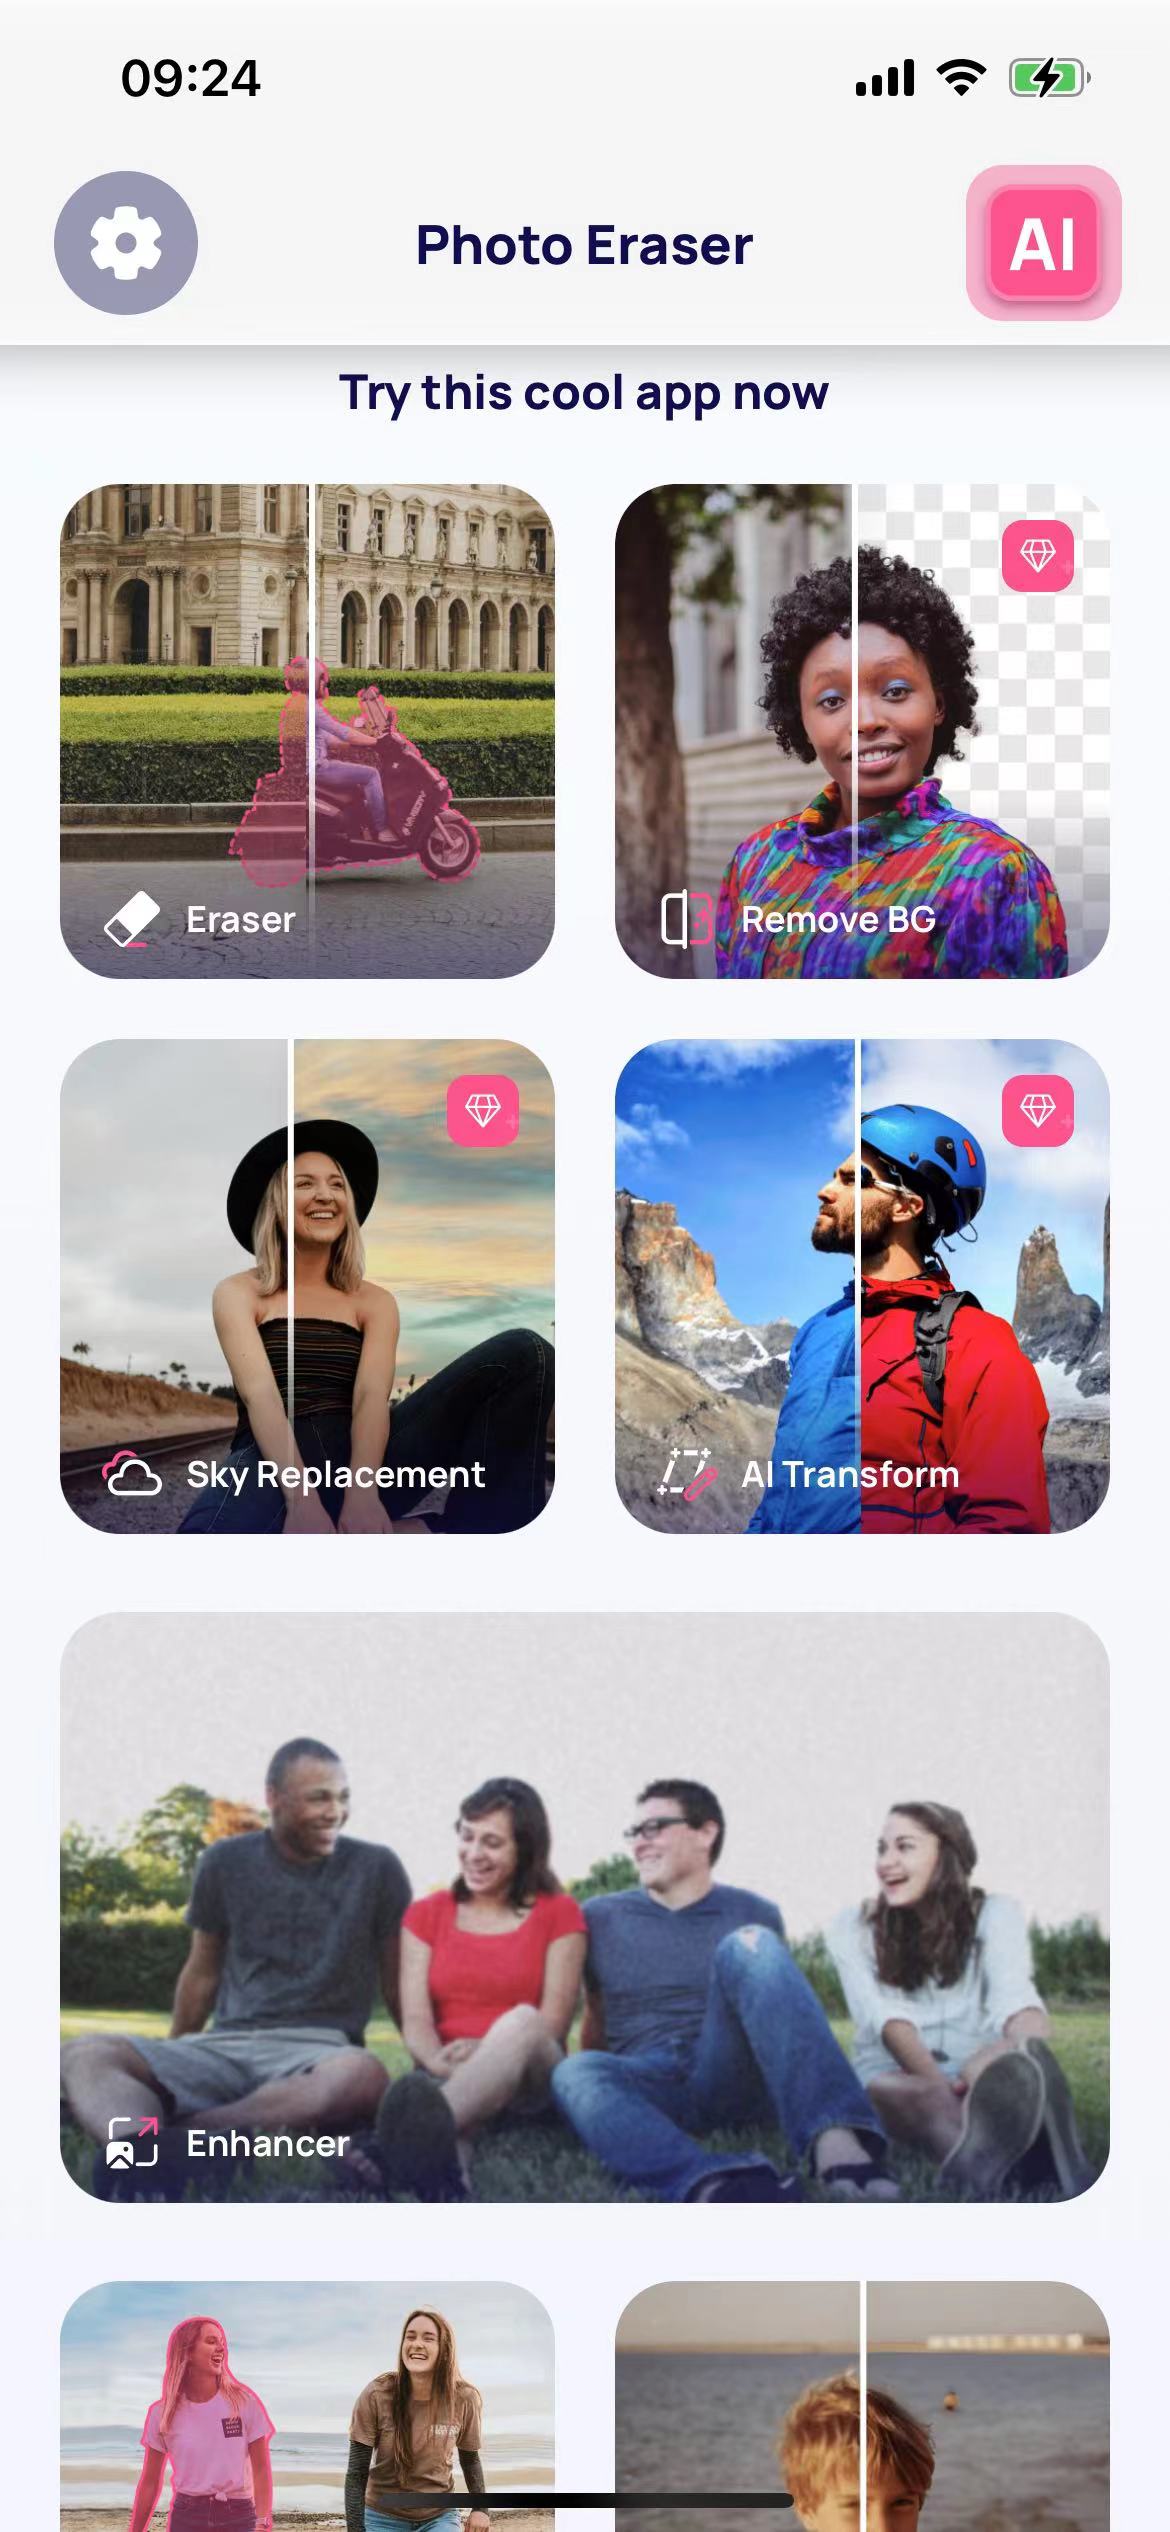 09:24
Photo Eraser
AI
Try this cool app now
Eraser
Remove BG
Sky Replacement
AI Transform
Enhancer